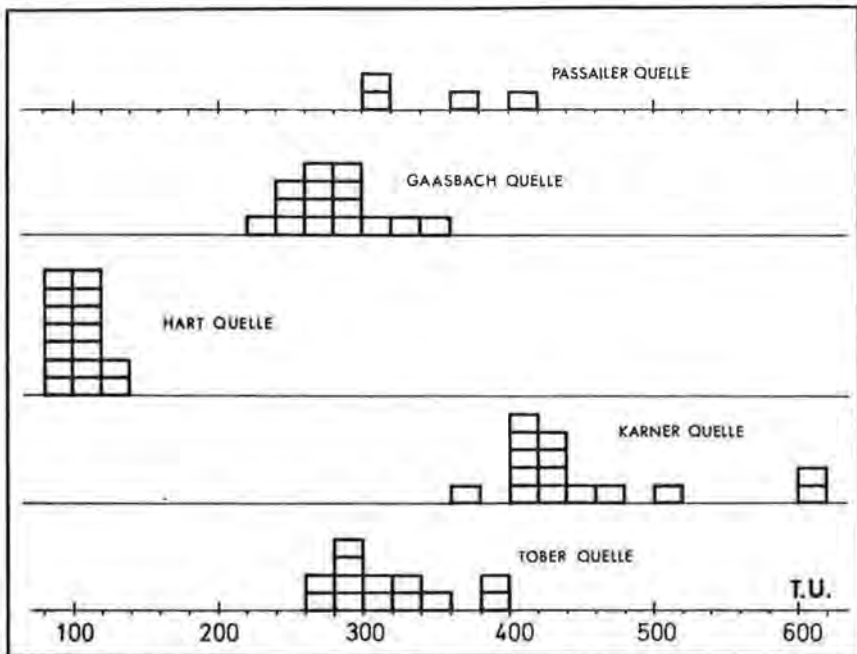 PASSAILER QUELLE
GAASBACH QUELLE
HART QUELLE
KARNER QUELLE
TOBER QUELLE
T.U.
100 200 300 400 500 600